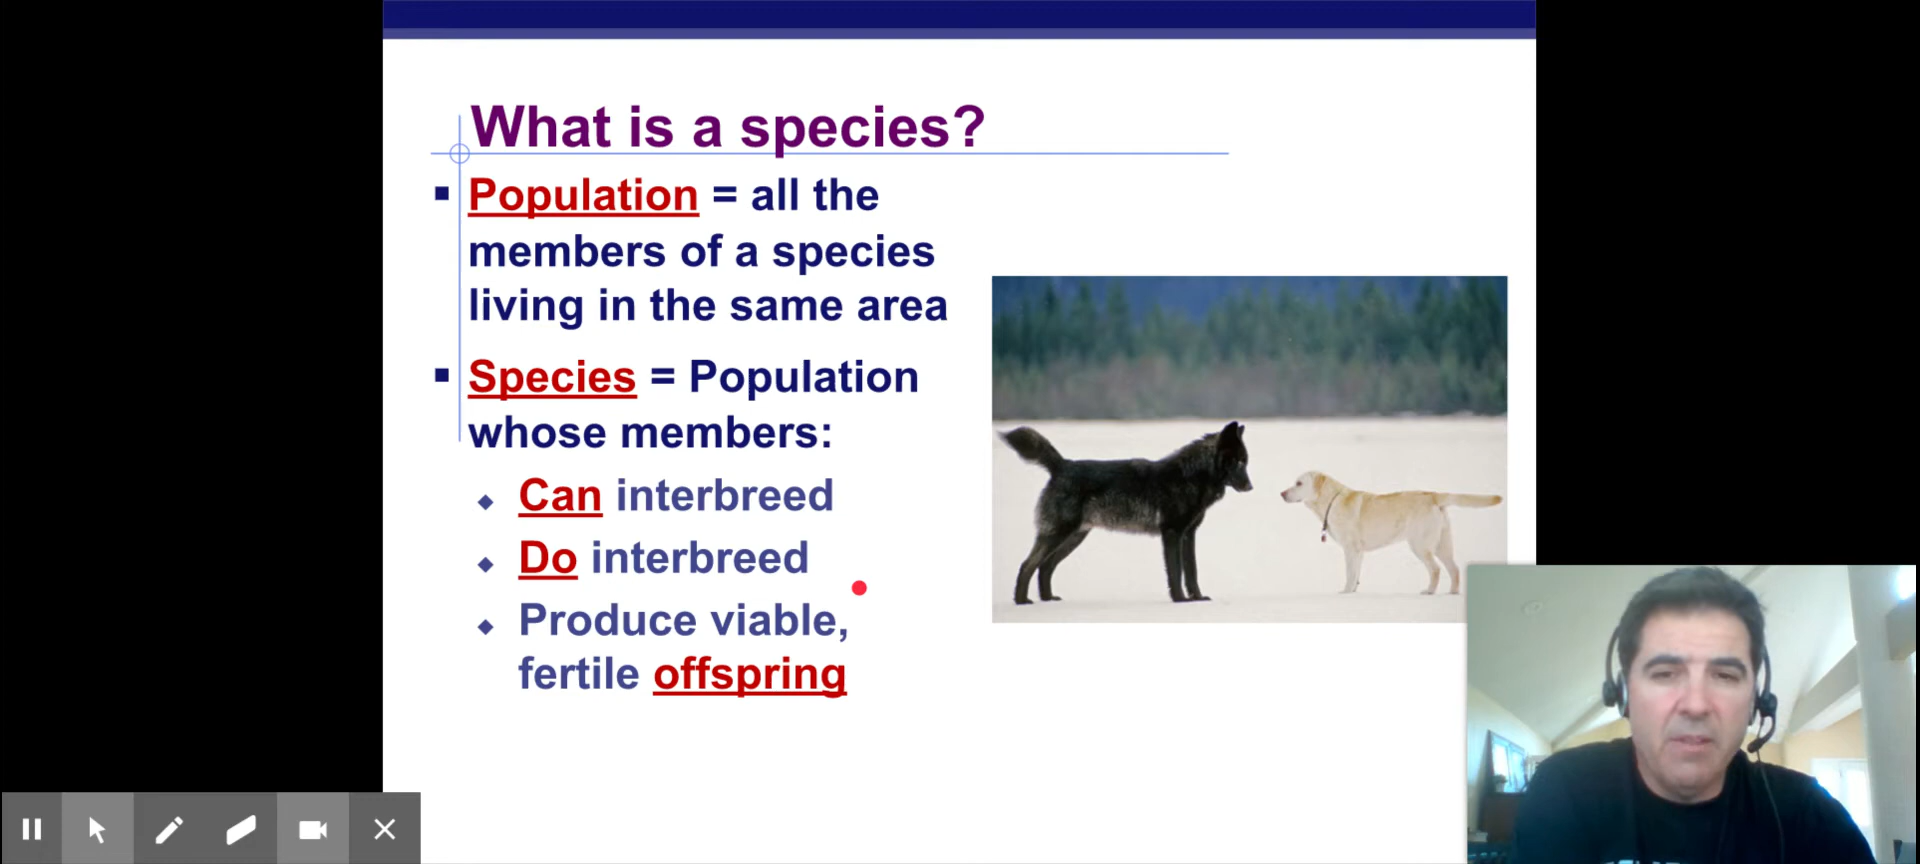 What is a species?
Population = all the
members of a species
living in the same area
Species = Population
whose members:
Can interbreed
Do interbreed
Produce viable,
fertile offspring